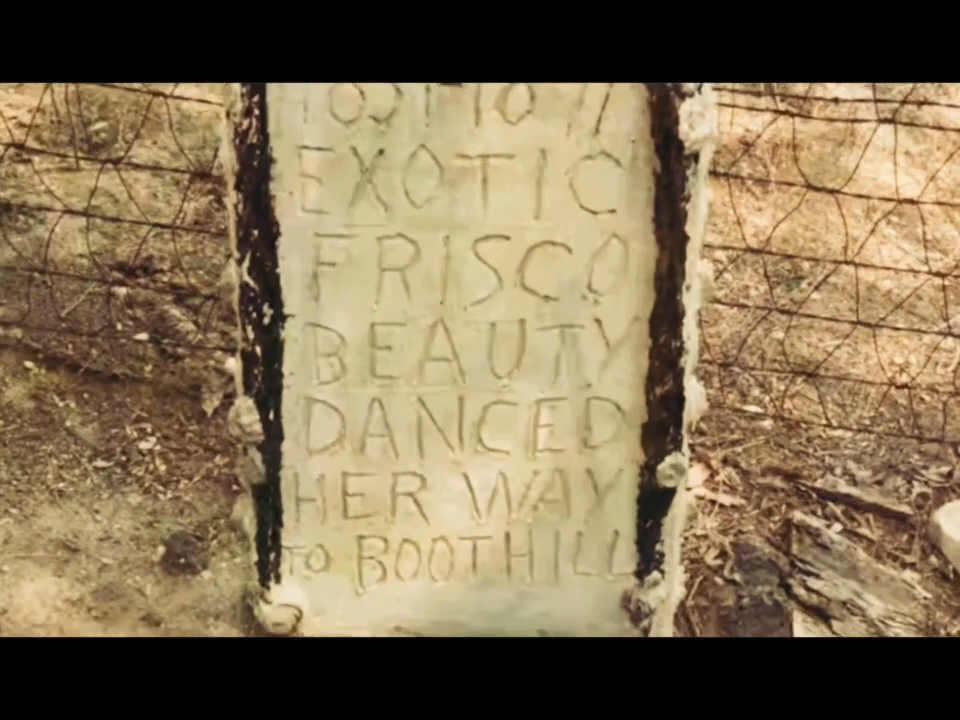 EXOTIC
FRISCO
BEAUTY
DANCED
HER WAY
TO BOOTHILL